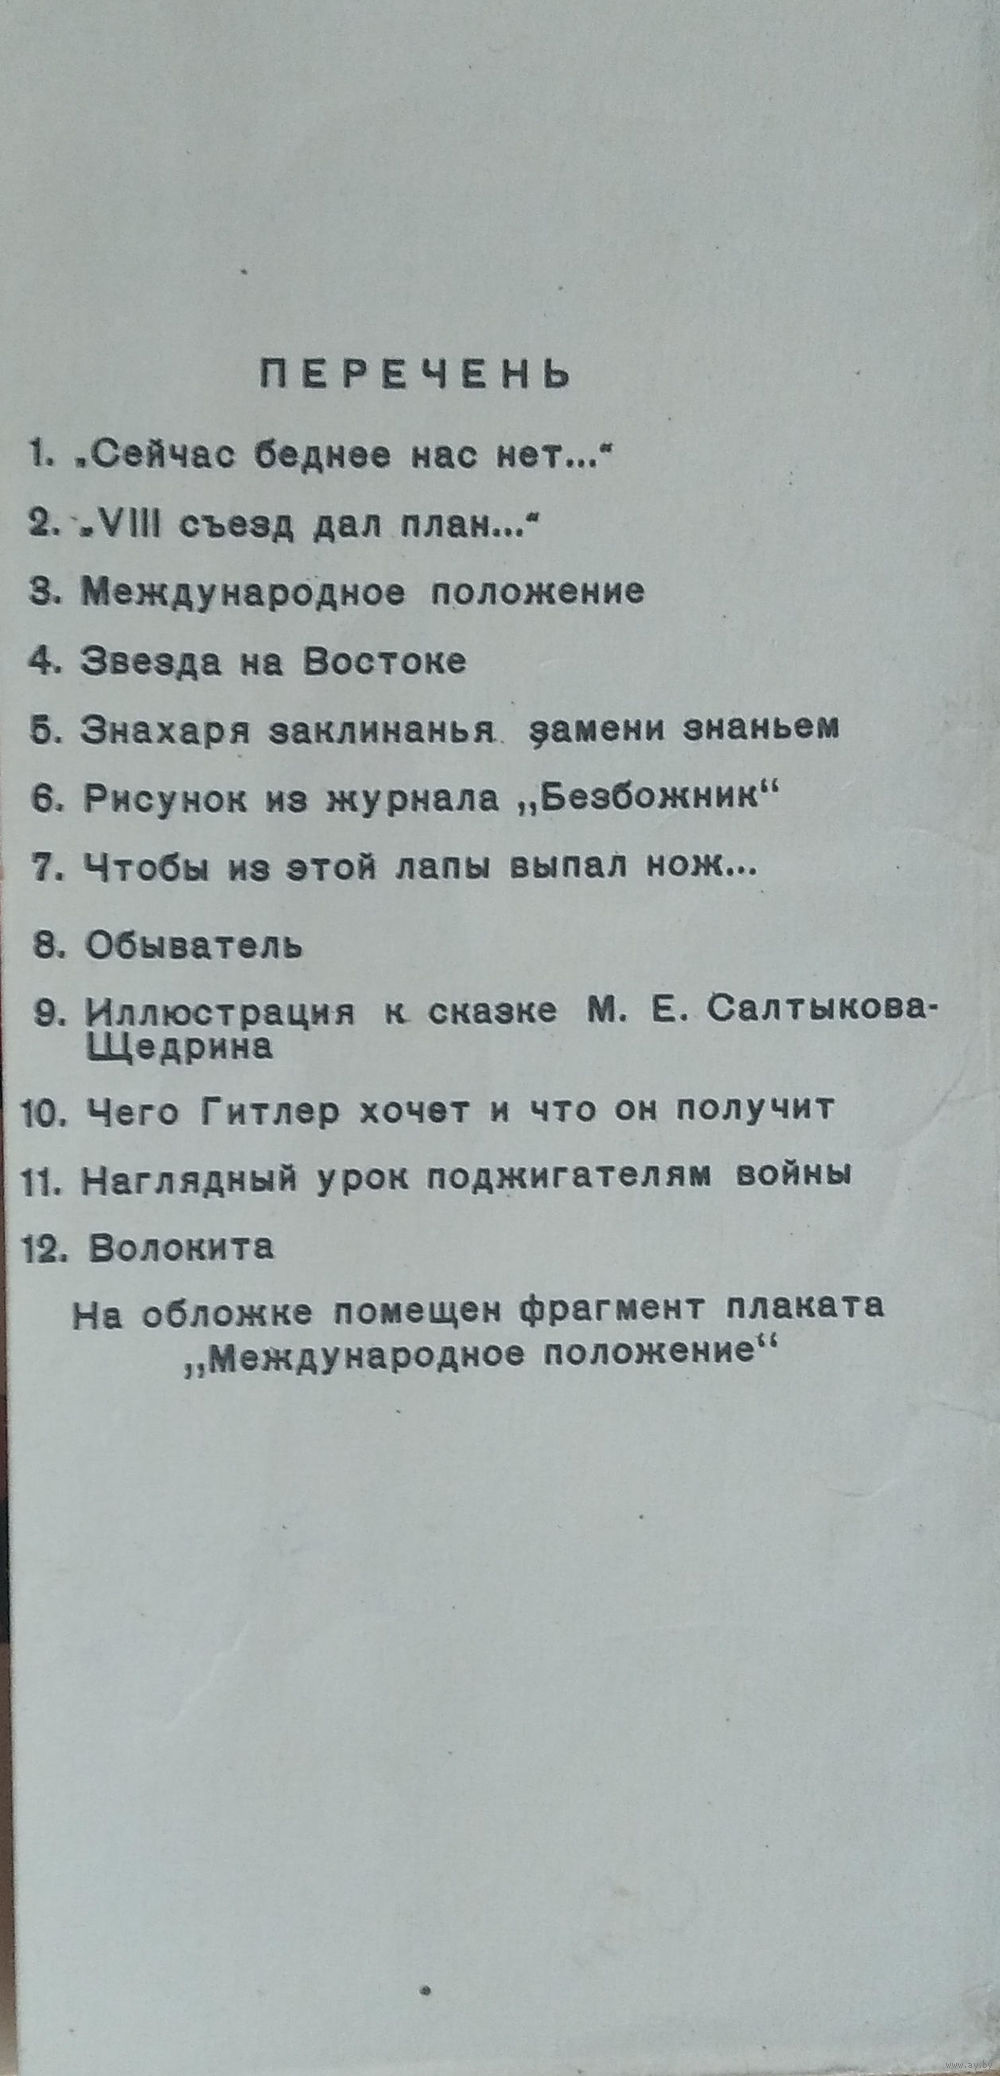 ПЕРЕЧЕНЬ
1. „Сейчас беднее нас нет...“
2. „VIII съезд дал план...“
3. Международное положение
4. Звезда на Востоке
5. Знахаря заклинанья замени знаньем
6. Рисунок из журнала „Безбожник“
7. Чтобы из этой лапы выпал нож...
8. Обыватель
9. Иллюстрация к сказке М. Е. Салтыкова-
Щедрина
10. Чего Гитлер хочет и что он получит
11. Наглядный урок поджигателям войны
12. Волокита
На обложке помещен фрагмент плаката
„Международное положение“
www.ay.by